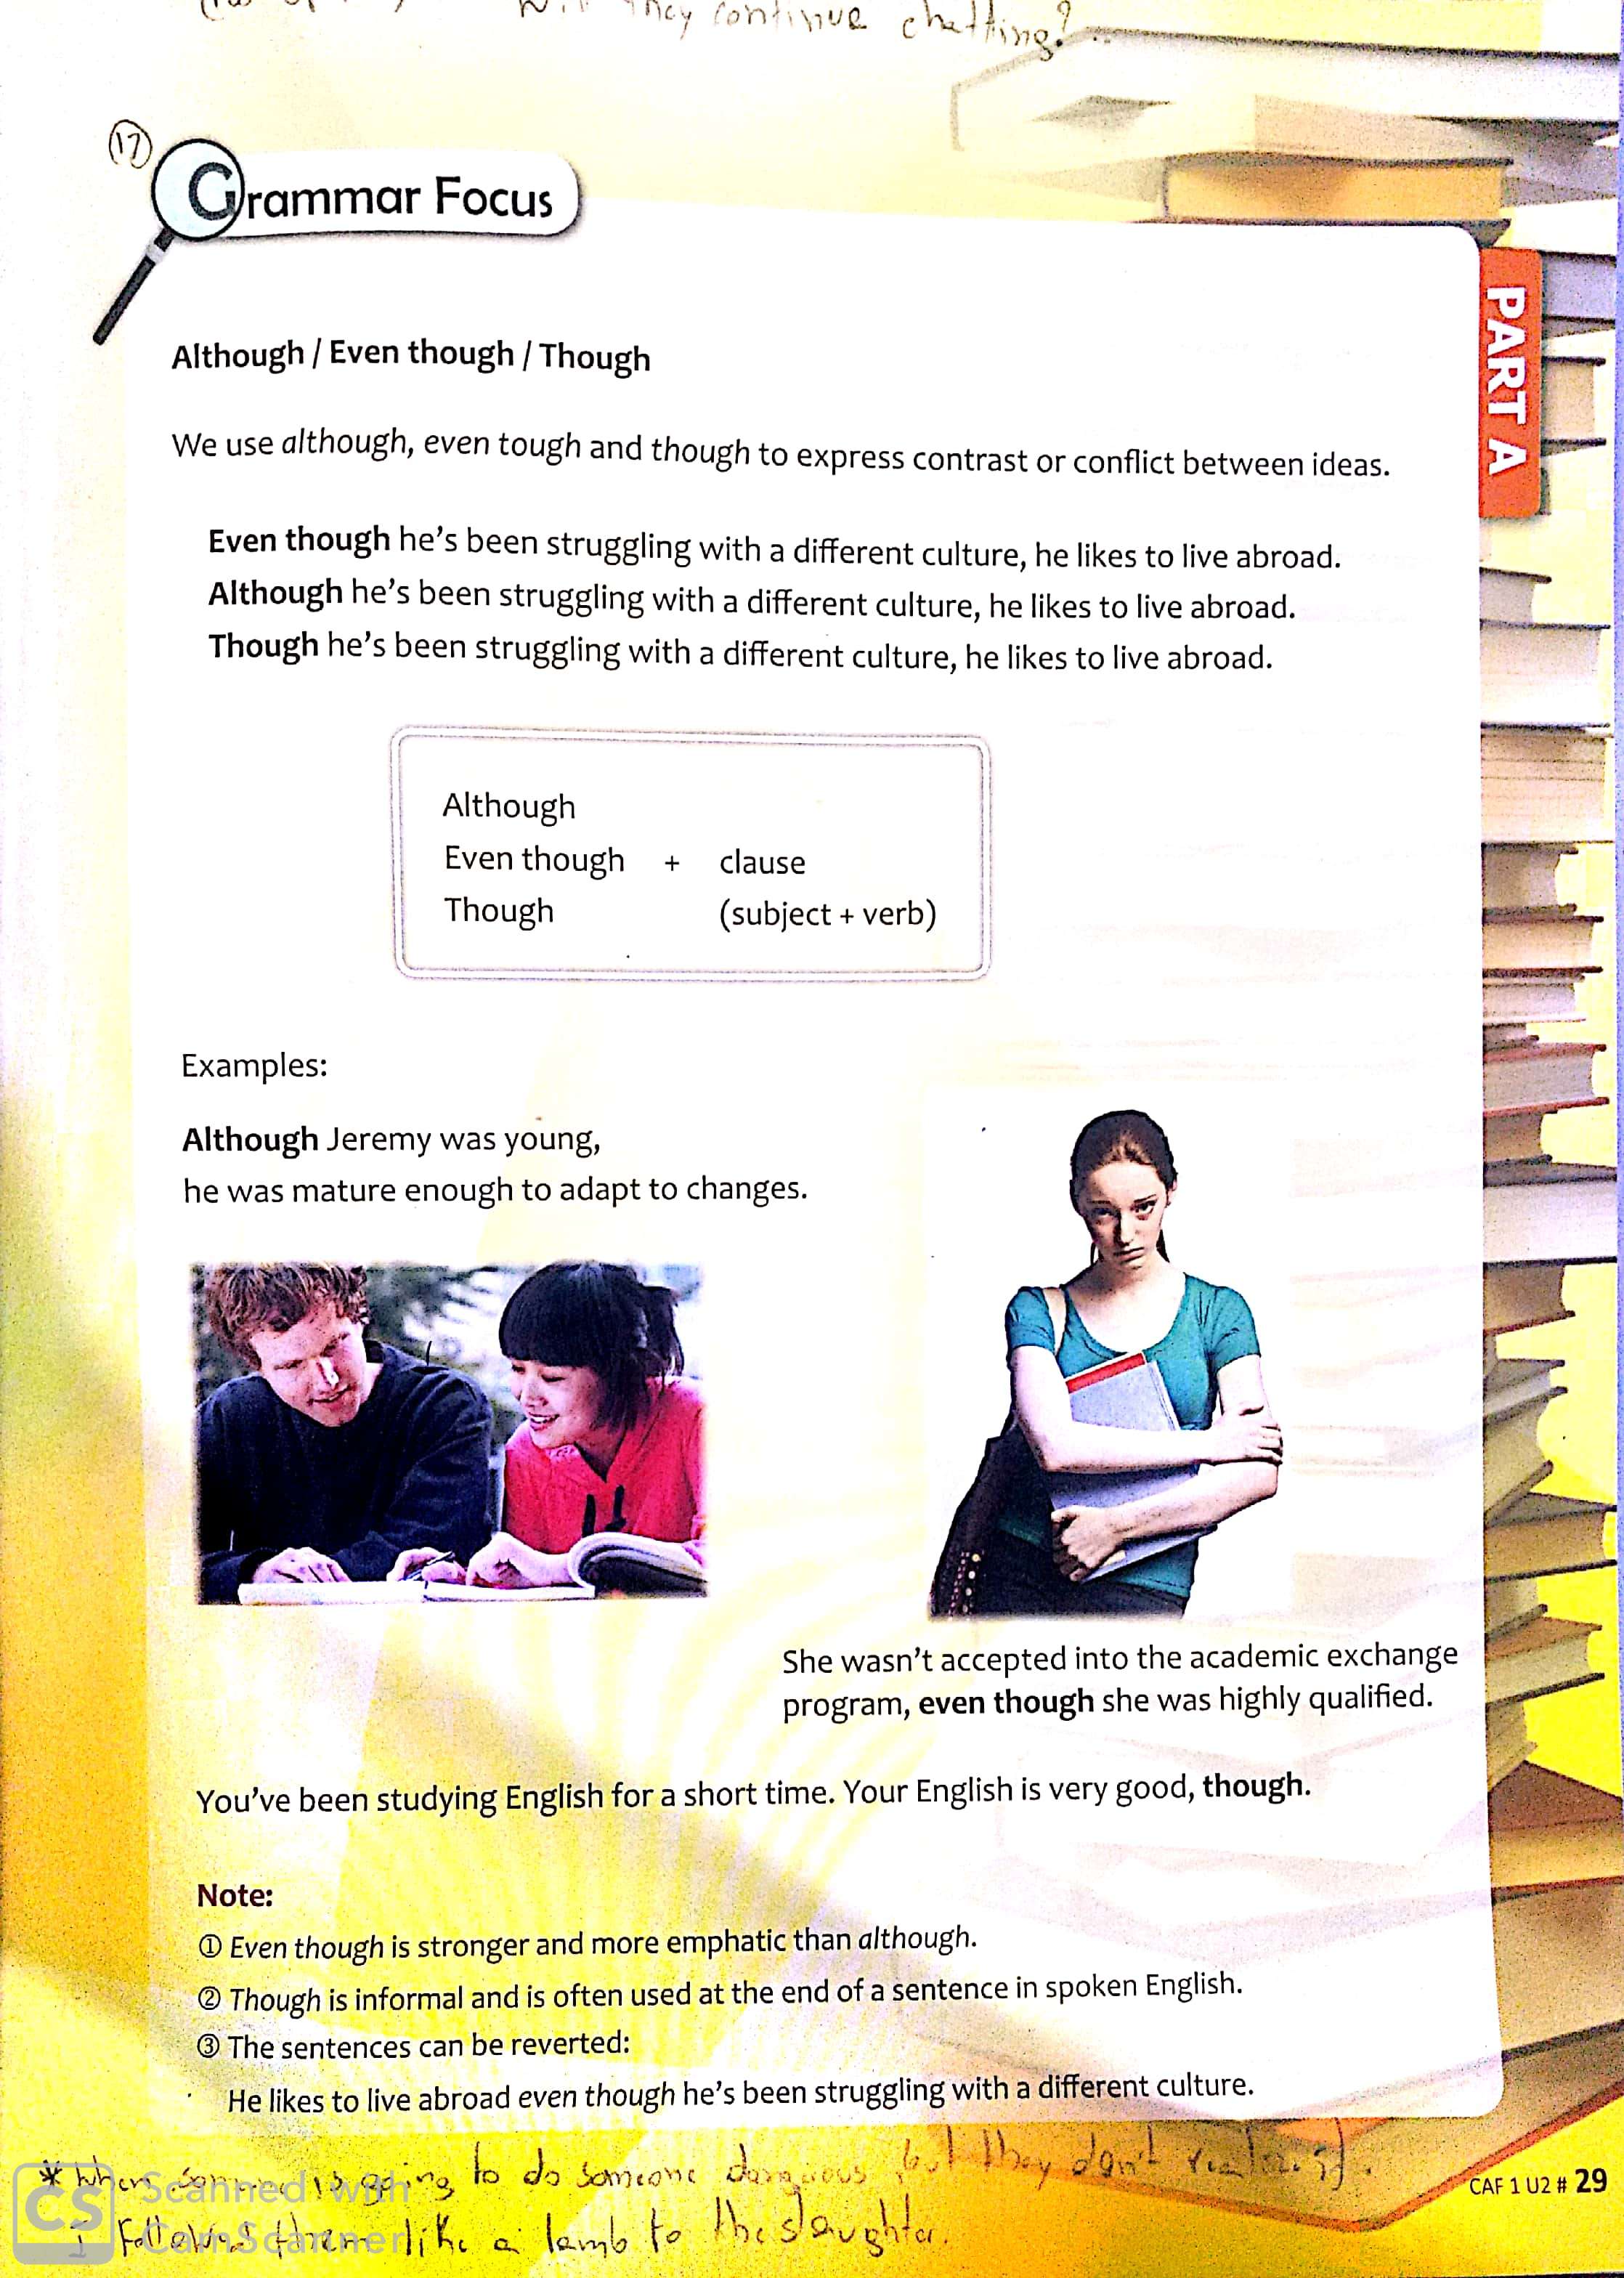 they continue chatting?..
17
Grammar Focus
PART A
Although / Even though / Though
We use although, even tough and though to express contrast or conflict between ideas.
Even though he's been struggling with a different culture, he likes to live abroad.
Although he's been struggling with a different culture, he likes to live abroad.
Though he's been struggling with a different culture, he likes to live abroad.
Although
Even though + clause
Though (subject + verb)
Examples:
Although Jeremy was young,
he was mature enough to adapt to changes.
She wasn't accepted into the academic exchange
program, even though she was highly qualified.
You've been studying English for a short time. Your English is very good, though.
Note:
① Even though is stronger and more emphatic than although.
② Though is informal and is often used at the end of a sentence in spoken English.
③ The sentences can be reverted:
He likes to live abroad even though he's been struggling with a different culture.
* when is going to do someone but they don't it.
CAF 1 U2 # 29
I them like a lamb to the slaughter.
CS Scanned with
CamScanner